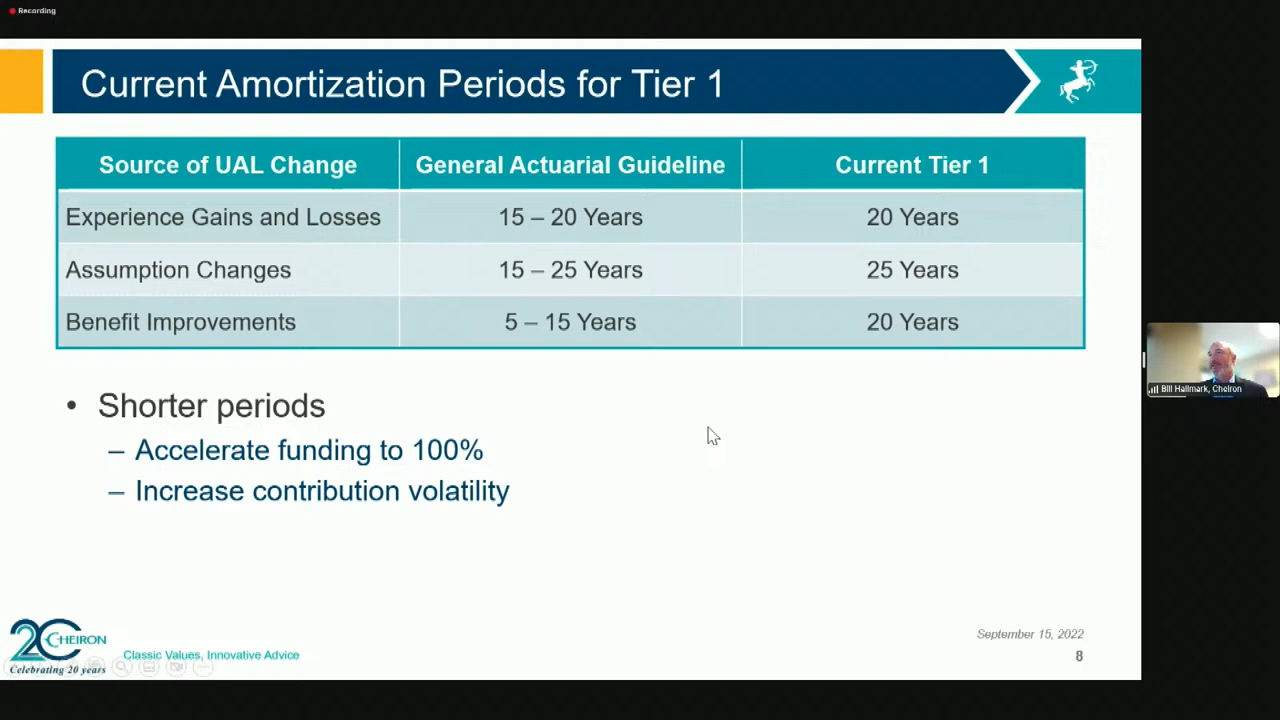 Recording
Current Amortization Periods for Tier 1
Source of UAL Change General Actuarial Guideline Current Tier 1
Experience Gains and Losses 15 – 20 Years 20 Years
Assumption Changes 15 – 25 Years 25 Years
Benefit Improvements 5 – 15 Years 20 Years
• Shorter periods
– Accelerate funding to 100%
– Increase contribution volatility
Bill Hallmark, Cheiron
September 15, 2022
20 CHEIRON
Classic Values, Innovative Advice
8
Celebrating 20 years